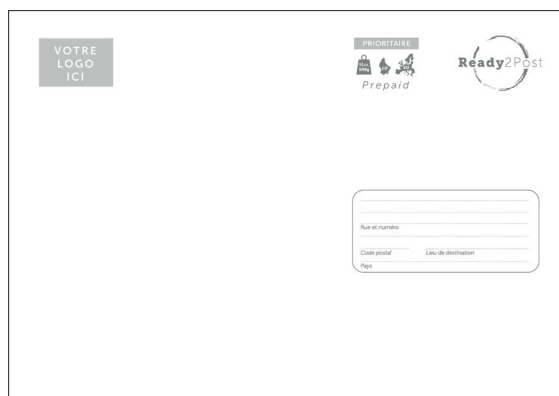 VOTRE
LOGO
ICI
PRIORITAIRE
Prepaid
Ready2Post
Rue et numéro
Code postal Lieu de destination
Pays